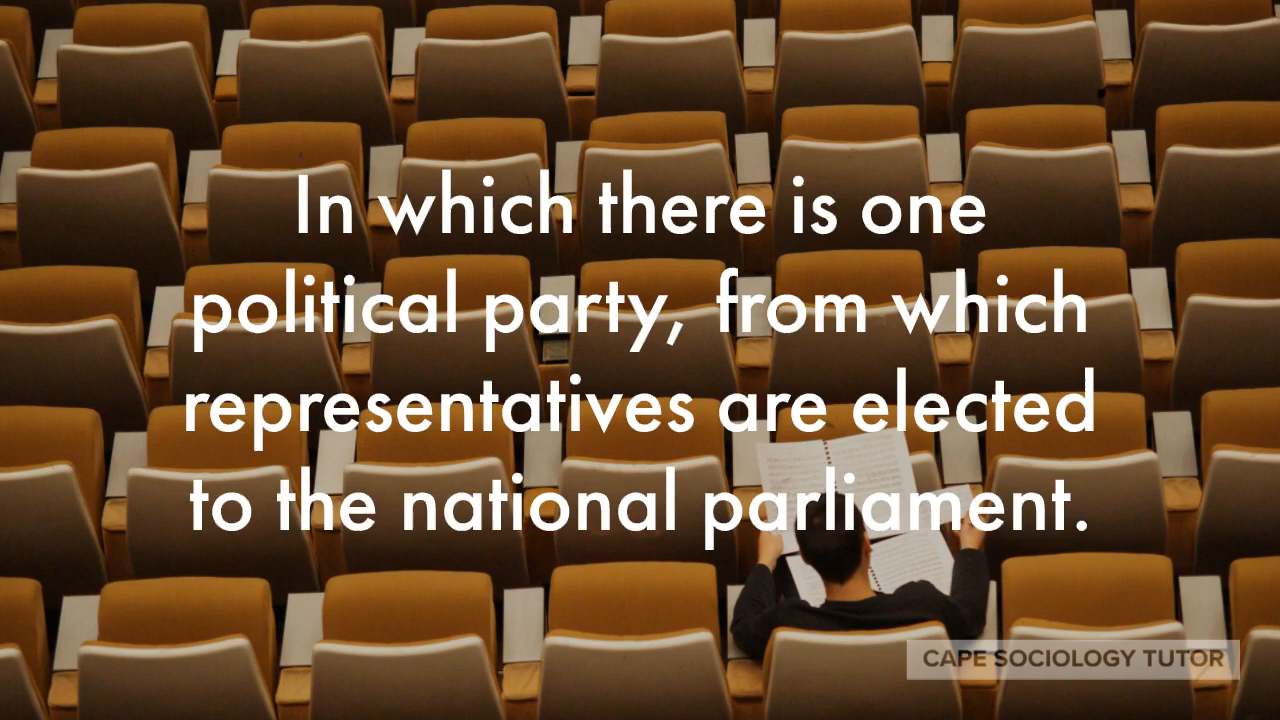 In which there is one
political party, from which
representatives are elected
to the national parliament.
CAPE SOCIOLOGY TUTOR